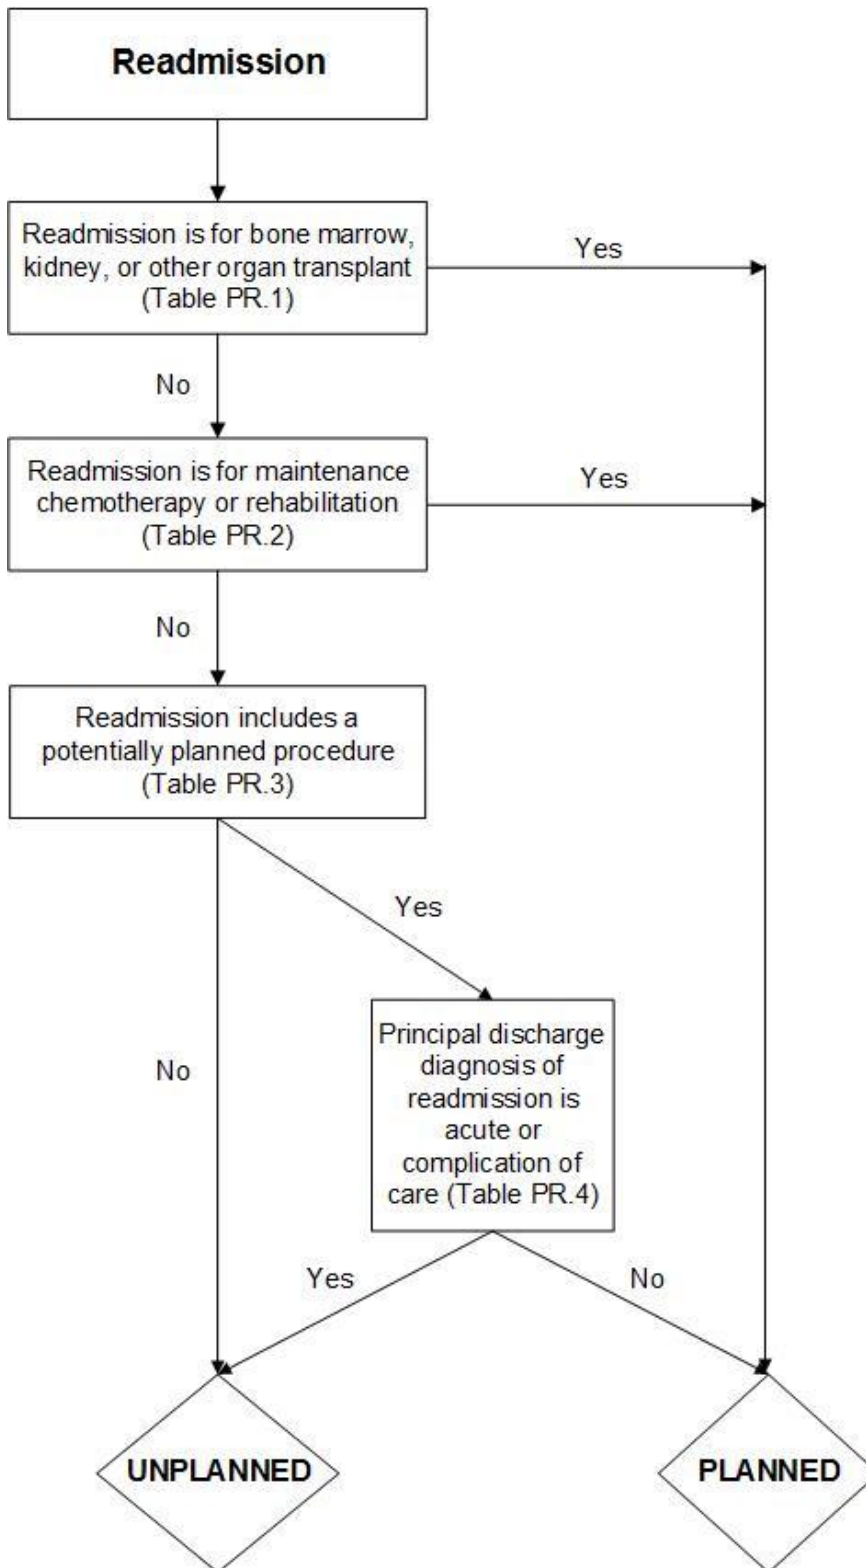 Readmission
Readmission is for bone marrow,
kidney, or other organ transplant
(Table PR.1)
Yes
No
Readmission is for maintenance
chemotherapy or rehabilitation
(Table PR.2)
Yes
No
Readmission includes a
potentially planned procedure
(Table PR.3)
Yes
No
Principal discharge
diagnosis of
readmission is
acute or
complication of
care (Table PR.4)
Yes
No
UNPLANNED
PLANNED